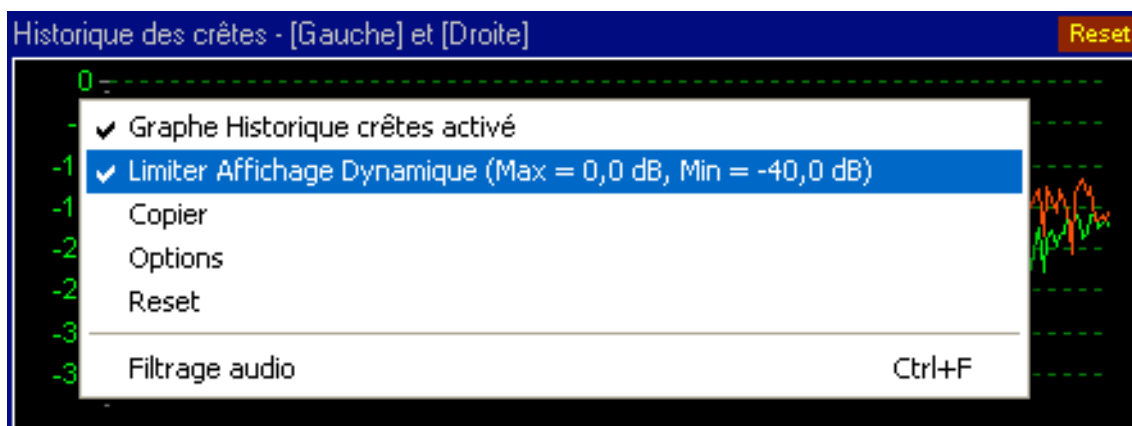 Historique des crêtes - [Gauche] et [Droite] Reset
0
Graphe Historique crêtes activé
Limiter Affichage Dynamique (Max = 0,0 dB, Min = -40,0 dB)
Copier
Options
Reset
Filtrage audio Ctrl+F